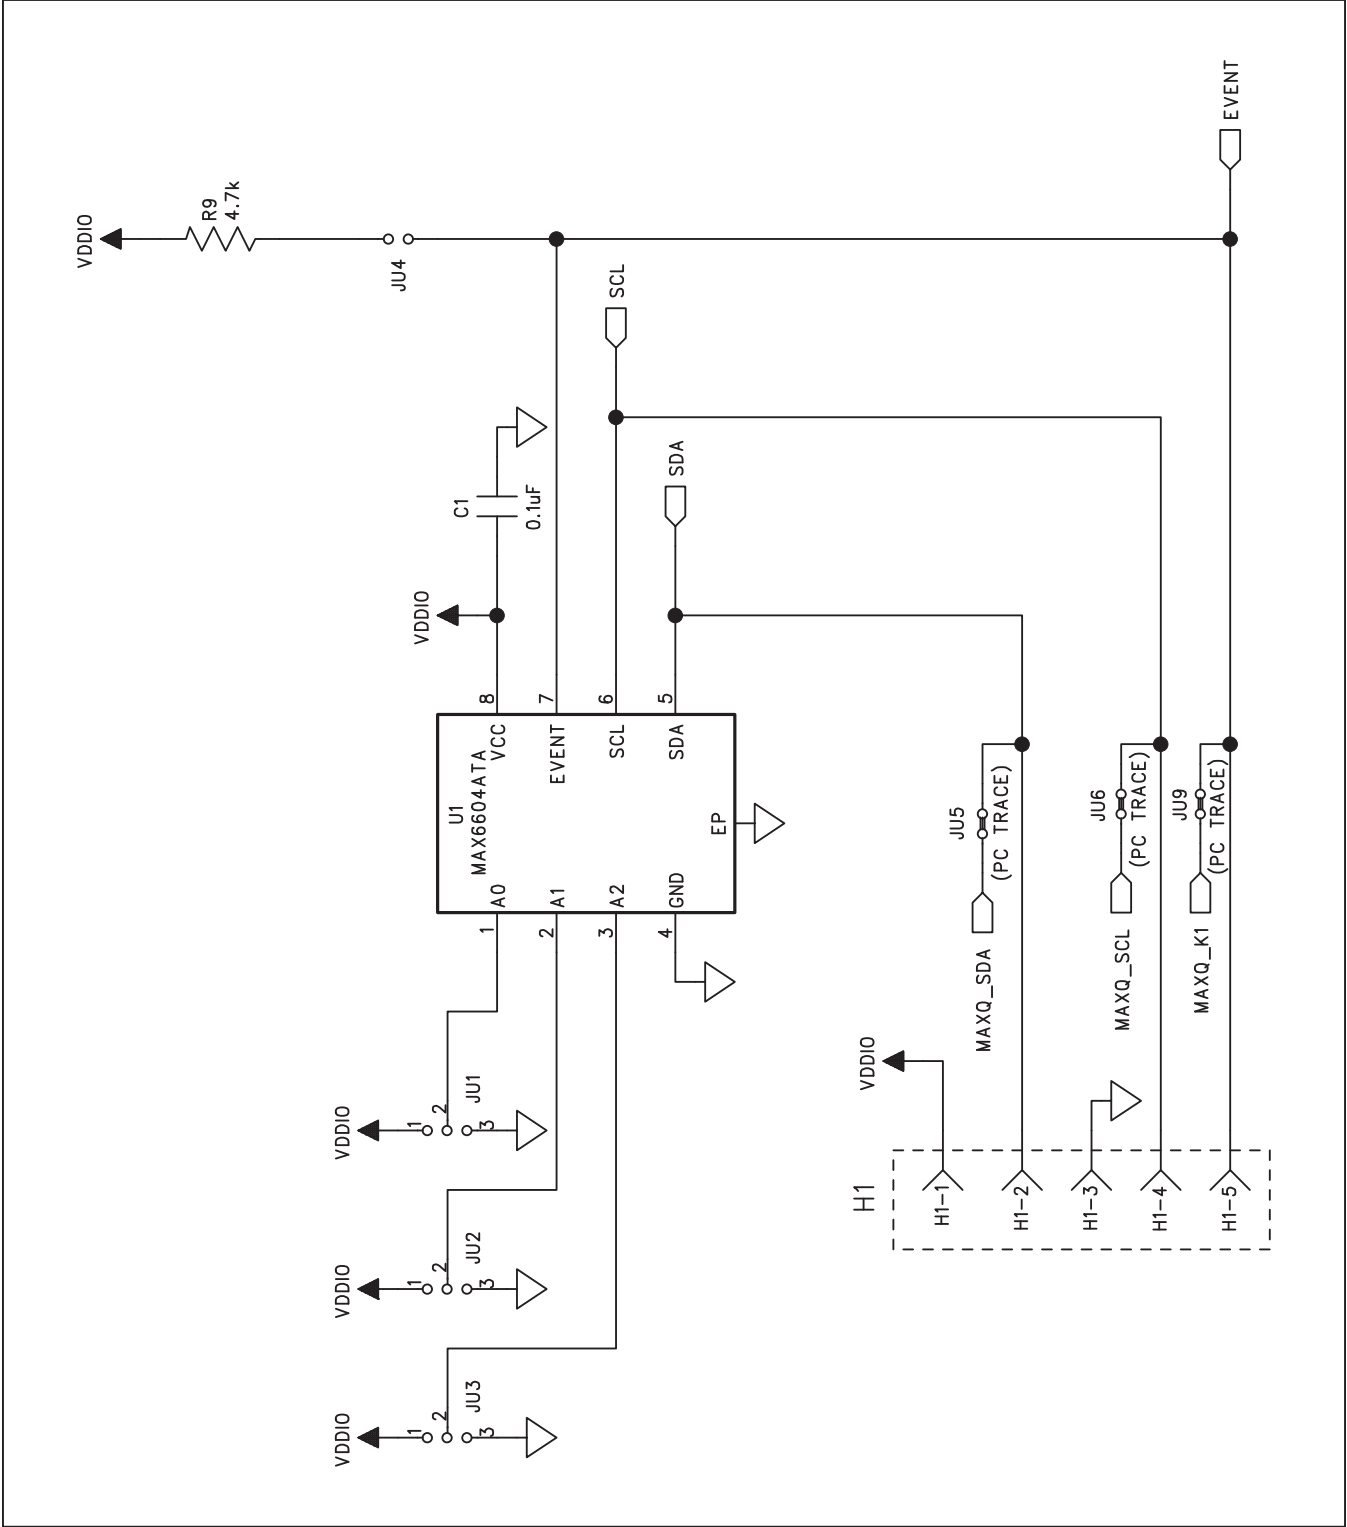 VDDIO
R9
4.7k
JU4
EVENT
SCL
C1
0.1uF
SDA
VDDIO
8
7
6
5
U1
MAX6604ATA
VCC
EVENT
SCL
SDA
EP
A0
A1
A2
GND
1
2
3
4
VDDIO
1
2
3
JU1
VDDIO
1
2
3
JU2
VDDIO
1
2
3
JU3
JU5
(PC TRACE)
MAXQ_SDA
JU6
(PC TRACE)
MAXQ_SCL
JU9
(PC TRACE)
MAXQ_K1
VDDIO
H1
H1-1
H1-2
H1-3
H1-4
H1-5